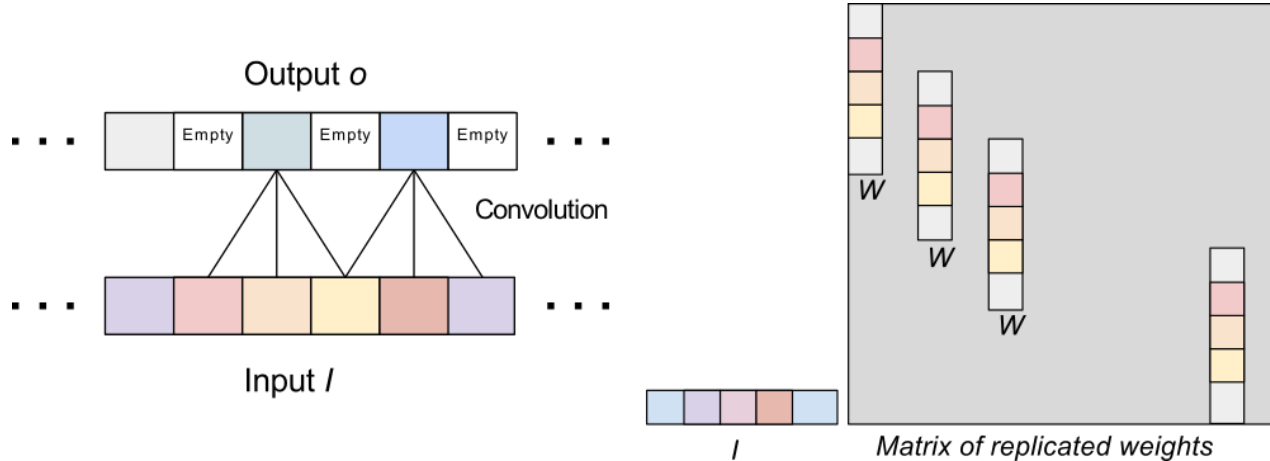 Output o
Empty
Empty
Empty
Convolution
Input I
W
W
W
I
Matrix of replicated weights